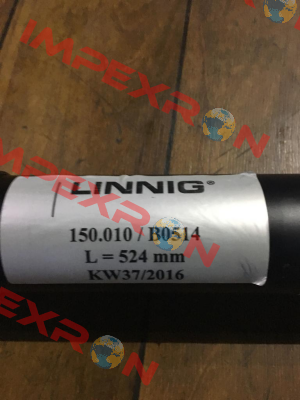 IMPEXRON
LINNIG®
150.010 / B0514
L = 524 mm
KW37/2016
IMPEXRON
IMPEXRON